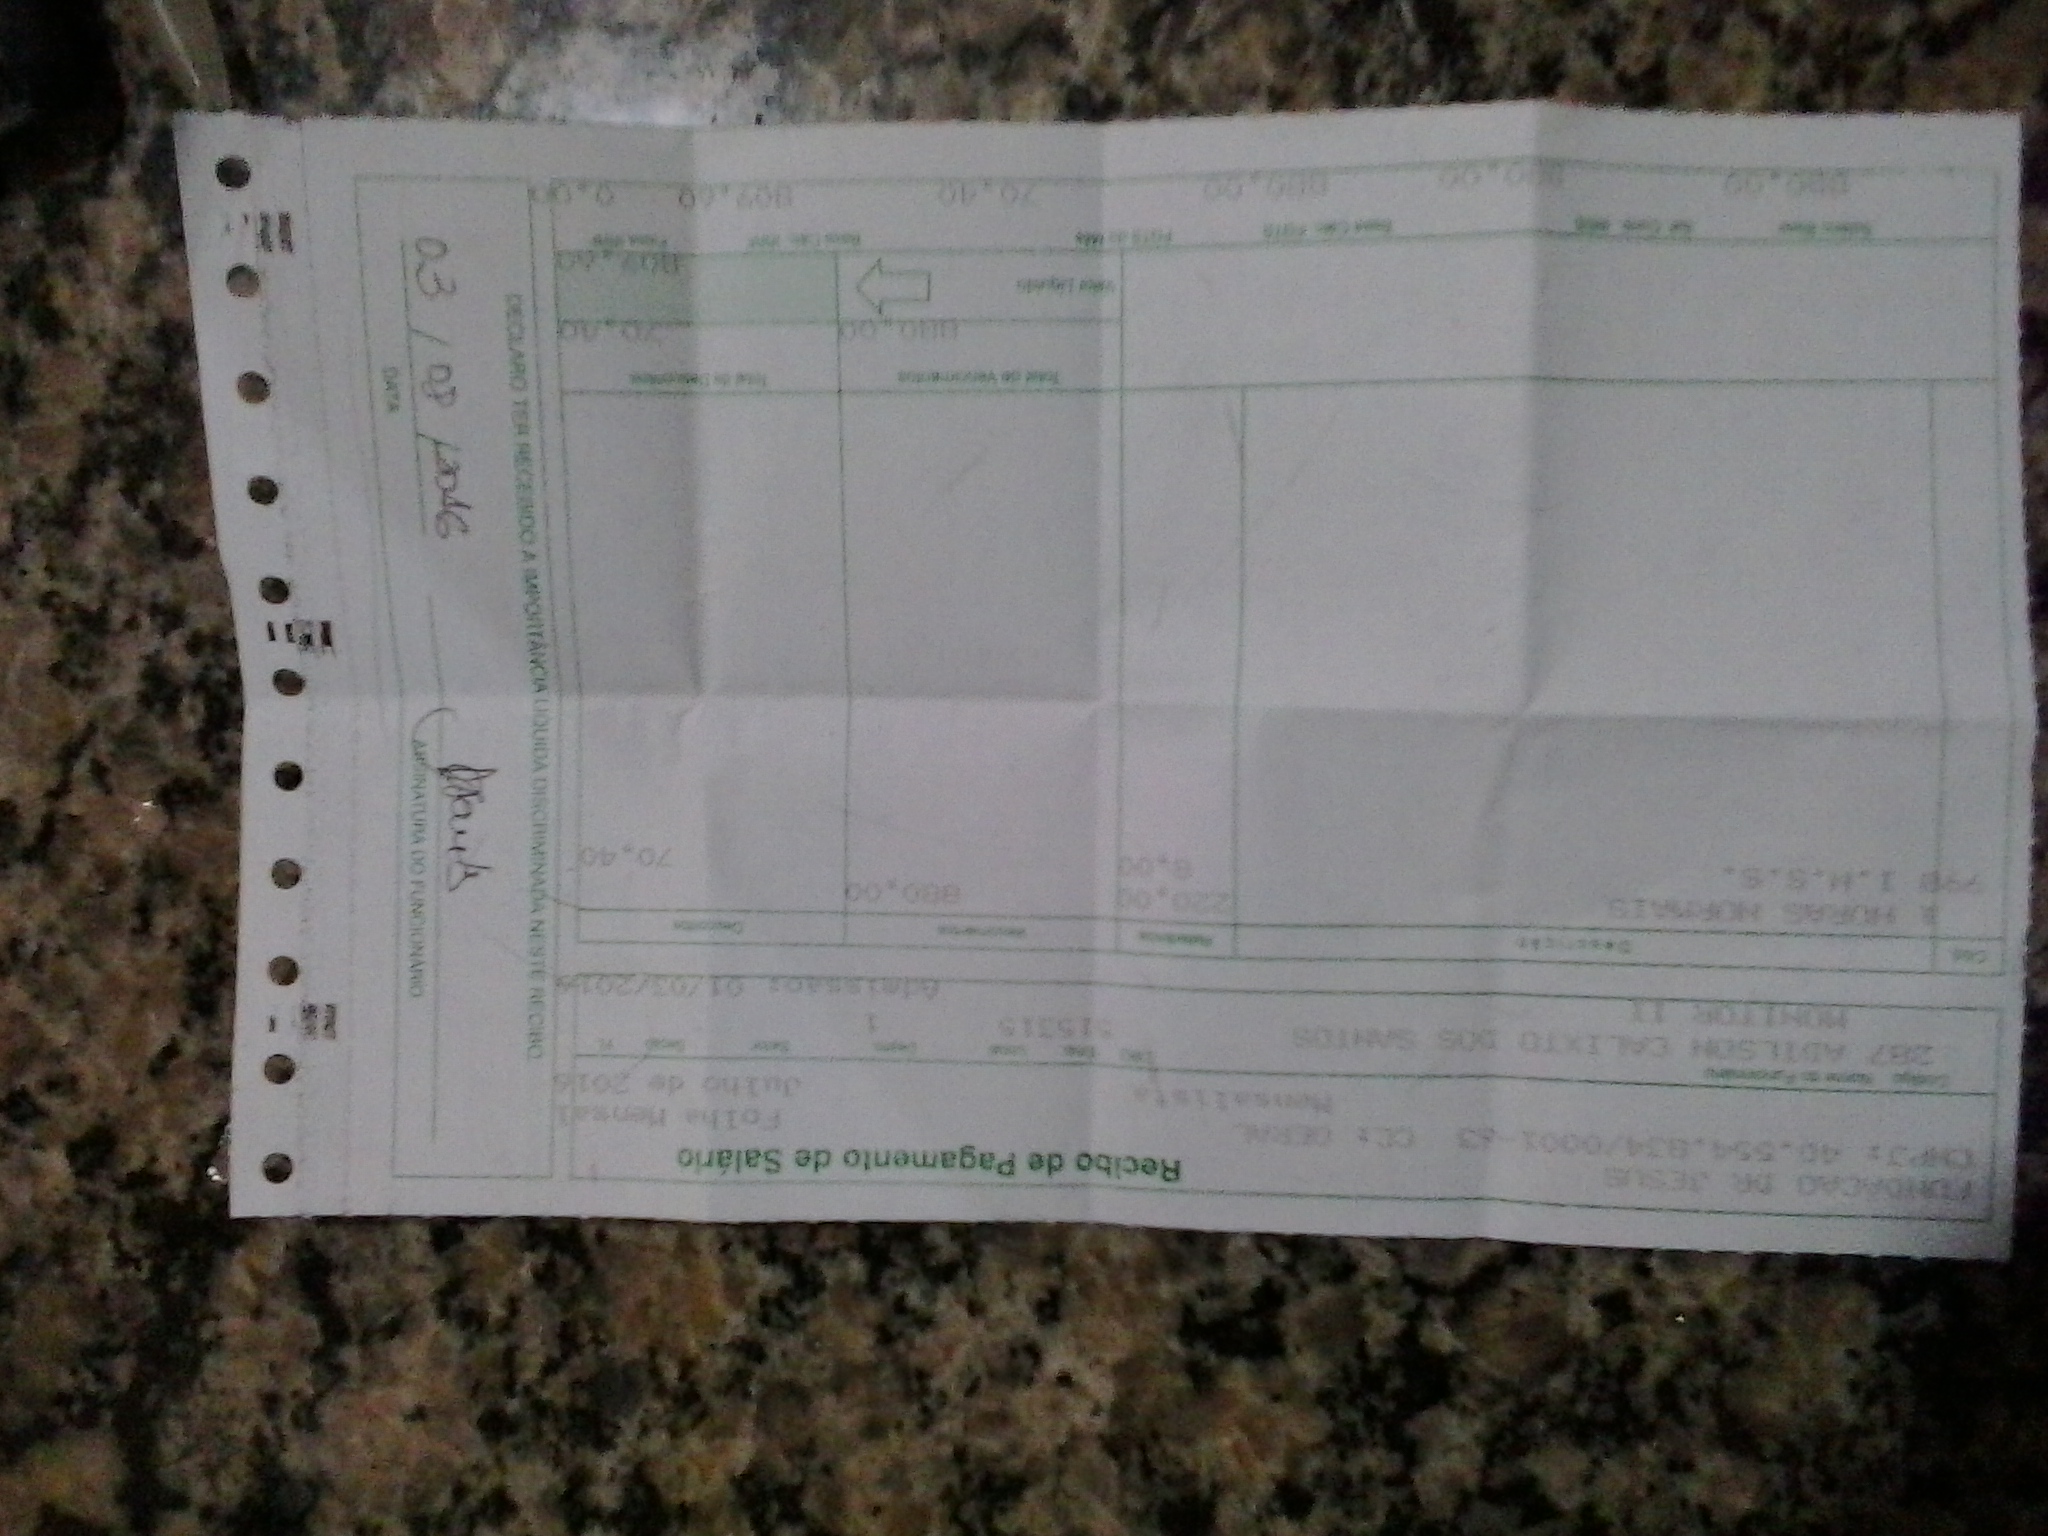 FUNDACAO DR JESUS
Recibo de Pagamento de Salário
CNPJ: 40.554.834/0001-63 CC: GERAL
Folha Mensal
Mensalista
Julho de 2016
Código Nome do Funcionário
CBO Emp. Local Depto. Setor Seção Fl.
287 ADILSON CALIXTO DOS SANTOS 515315 1
MONITOR II
Admissao: 01/03/2016
Cód. Descrição Referência Vencimentos Descontos
1 HORAS NORMAIS 220,00 880,00
998 I.N.S.S. 8,00 70,40
Total de Vencimentos Total de Descontos
880,00 70,40
Valor Líquido 809,60
Salário Base Sal. Contr. INSS Base Cálc. FGTS FGTS do Mês Base Cálc. IRRF Faixa IRRF
880,00 880,00 880,00 70,40 809,60 0,00
DECLARO TER RECEBIDO A IMPORTÂNCIA LÍQUIDA DISCRIMINADA NESTE RECIBO
03 / 08 / 2016
DATA
ASSINATURA DO FUNCIONÁRIO